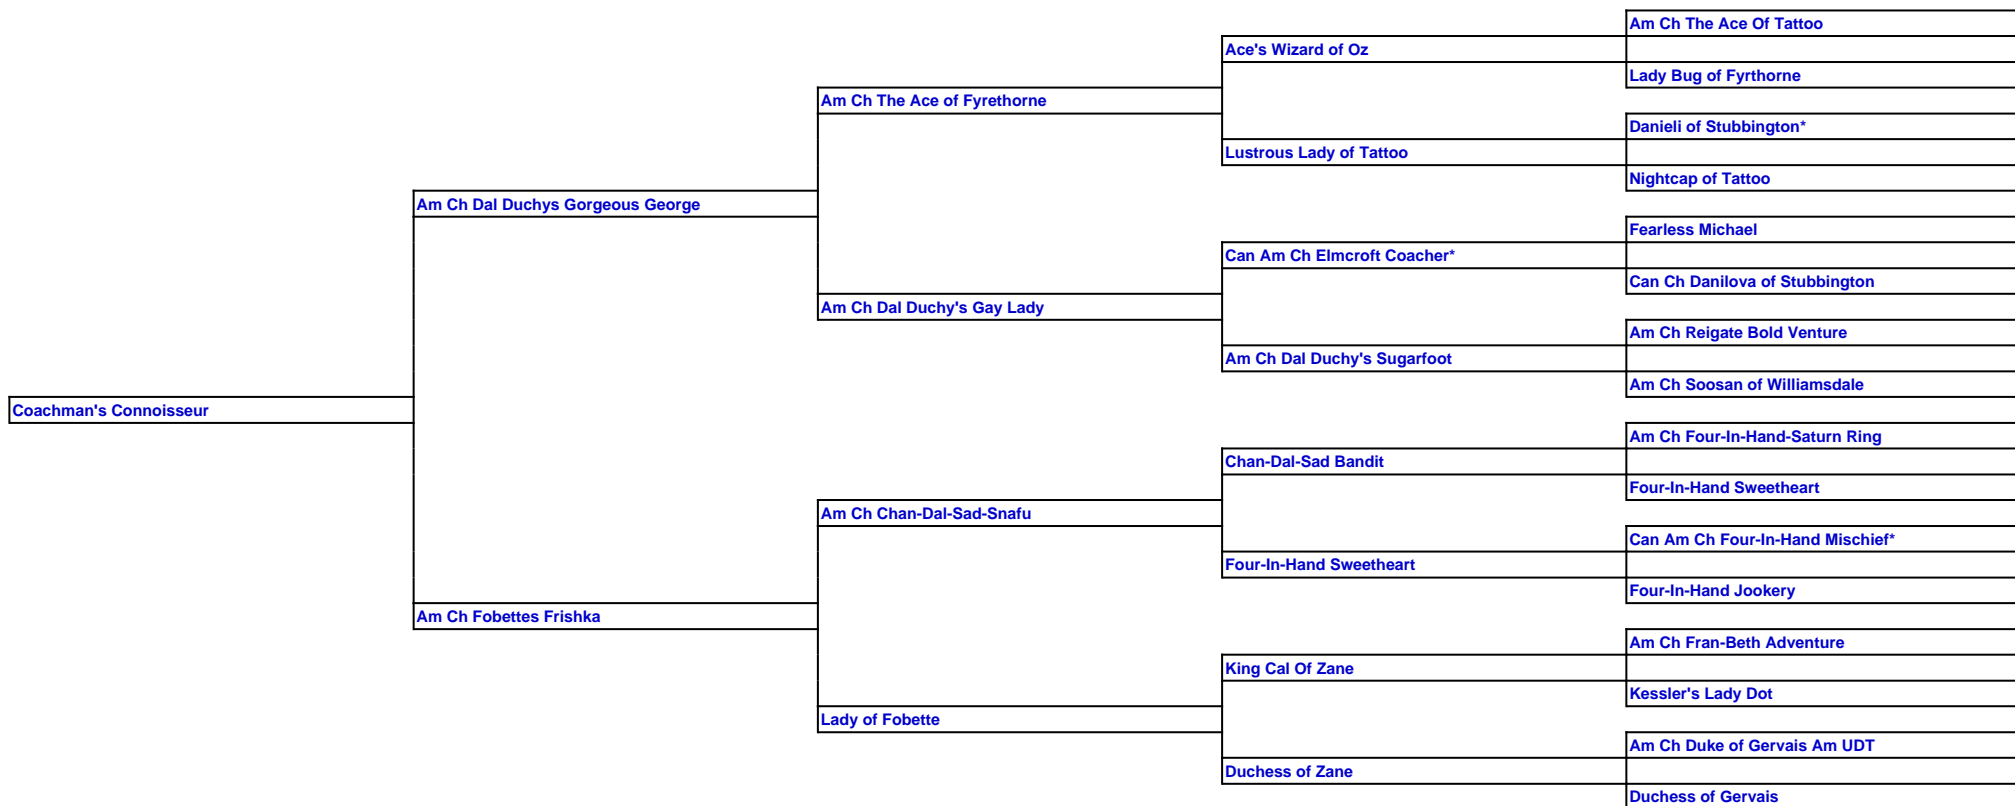 Am Ch The Ace Of Tattoo
Ace's Wizard of Oz
Lady Bug of Fyrthorne
Am Ch The Ace of Fyrethorne
Danieli of Stubbington*
Lustrous Lady of Tattoo
Nightcap of Tattoo
Am Ch Dal Duchys Gorgeous George
Fearless Michael
Can Am Ch Elmcroft Coacher*
Can Ch Danilova of Stubbington
Am Ch Dal Duchy's Gay Lady
Am Ch Reigate Bold Venture
Am Ch Dal Duchy's Sugarfoot
Am Ch Soosan of Williamsdale
Coachman's Connoisseur
Am Ch Four-In-Hand-Saturn Ring
Chan-Dal-Sad Bandit
Four-In-Hand Sweetheart
Am Ch Chan-Dal-Sad-Snafu
Can Am Ch Four-In-Hand Mischief*
Four-In-Hand Sweetheart
Four-In-Hand Jookery
Am Ch Fobettes Frishka
Am Ch Fran-Beth Adventure
King Cal Of Zane
Kessler's Lady Dot
Lady of Fobette
Am Ch Duke of Gervais Am UDT
Duchess of Zane
Duchess of Gervais